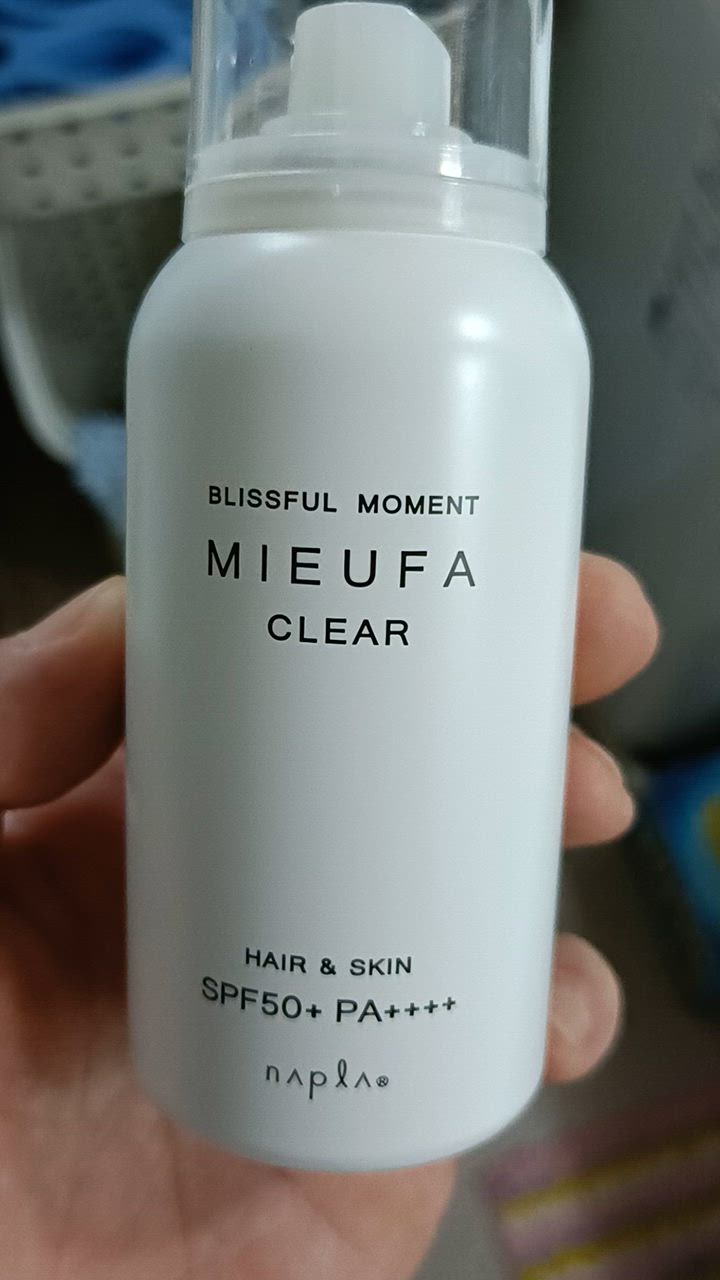 BLISSFUL MOMENT
MIEUFA
CLEAR
HAIR & SKIN
SPF50+ PA++++
napla®